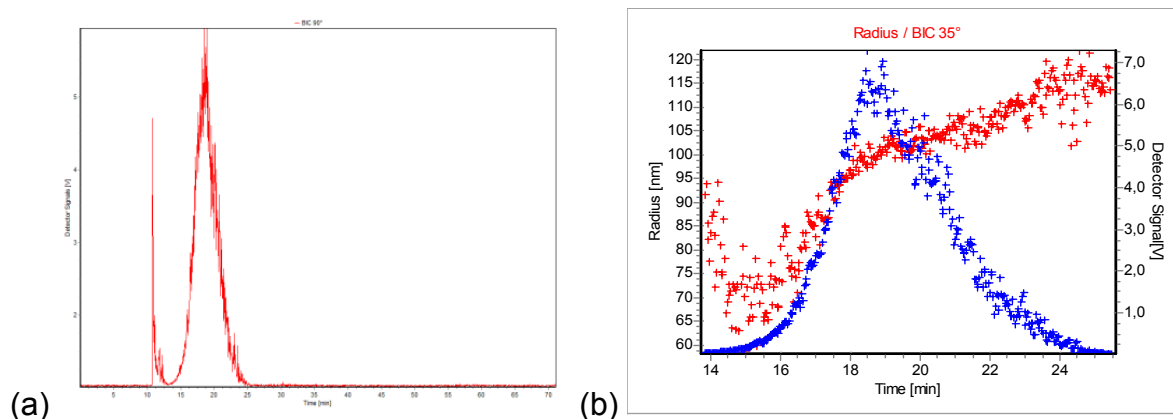 BIC 90°
Detector Signals [V]
5
4
3
2
5 10 15 20 25 30 35 40 45 50 55 60 65 70
Time [min]
(a)
Radius / BIC 35°
Radius [nm]
120
115
110
105
100
95
90
85
80
75
70
65
60
7,0
6,0
5,0
4,0
3,0
2,0
1,0
Detector Signal[V]
14 16 18 20 22 24
Time [min]
(b)